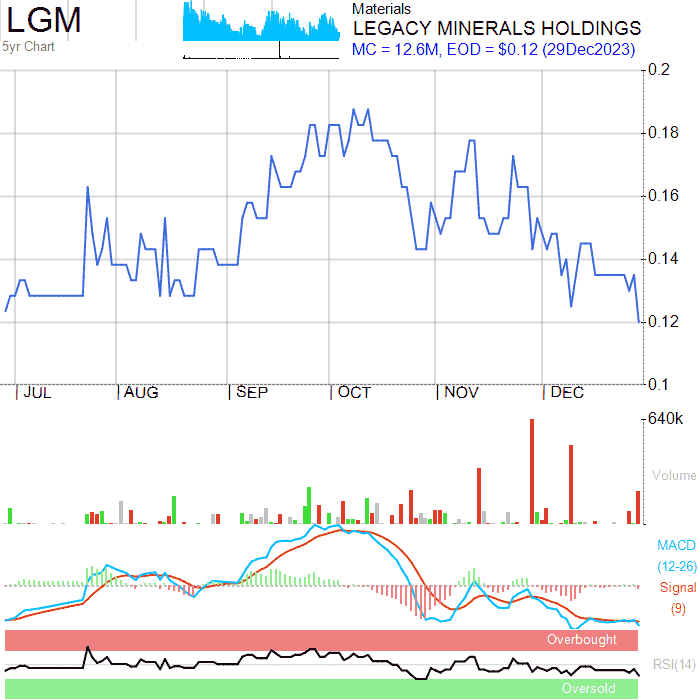 LGM
5yr Chart
Materials
LEGACY MINERALS HOLDINGS
MC = 12.6M, EOD = $0.12 (29Dec2023)
0.2
0.18
0.16
0.14
0.12
0.1
JUL AUG SEP OCT NOV DEC
640k
Volume
MACD
(12-26)
Signal
(9)
Overbought
RSI(14)
Oversold